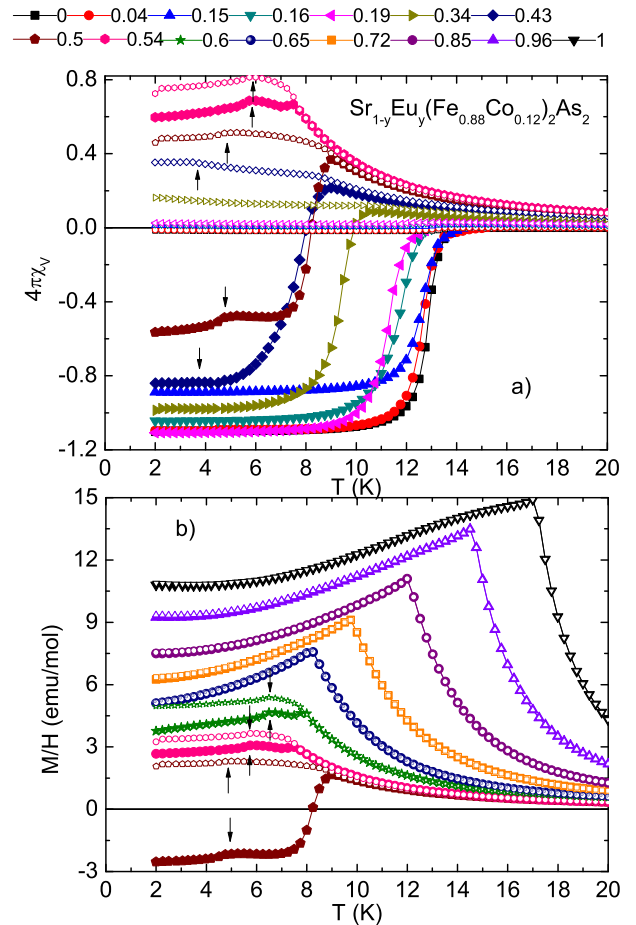 0 0.04 0.15 0.16 0.19 0.34 0.43
0.5 0.54 0.6 0.65 0.72 0.85 0.96 1
0.8
Sr1-yEuy(Fe0.88Co0.12)2As2
0.4
0.0
4πχV
-0.4
-0.8
a)
-1.2
0 2 4 6 8 10 12 14 16 18 20
T (K)
15
b)
12
9
6
M/H (emu/mol)
3
0
-3
0 2 4 6 8 10 12 14 16 18 20
T (K)